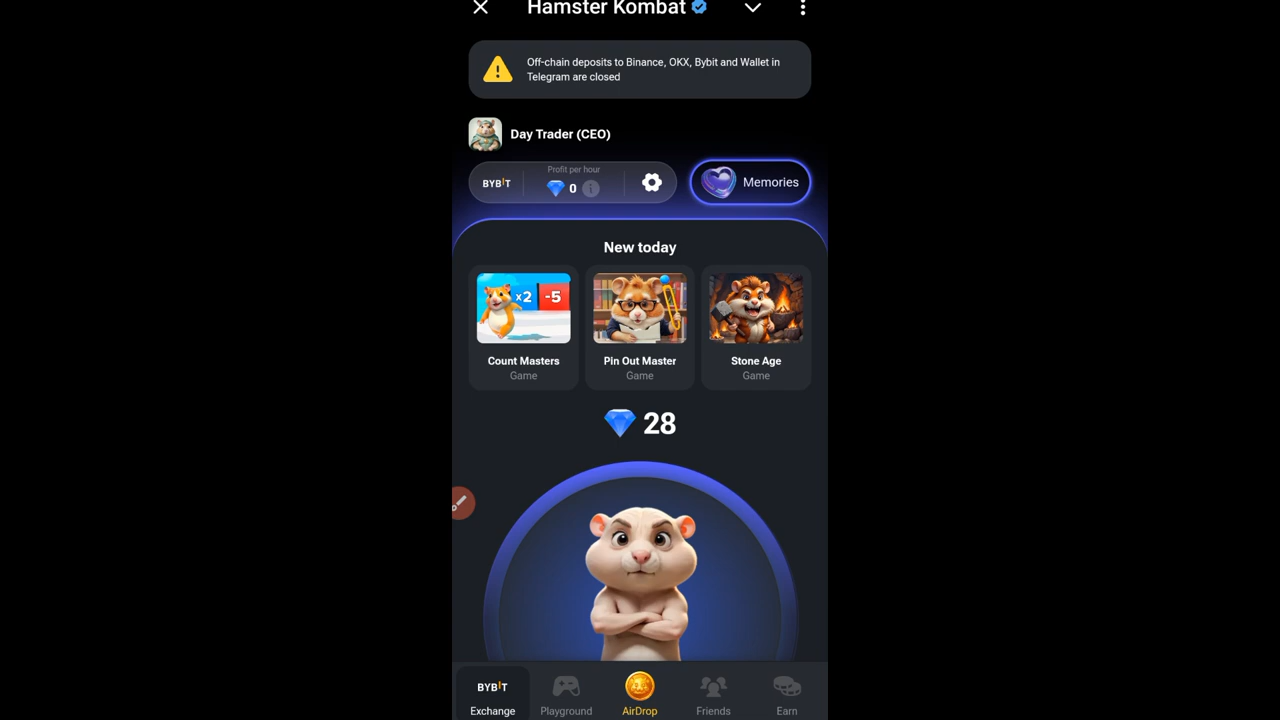 Hamster Kombat
Off-chain deposits to Binance, OKX, Bybit and Wallet in
Telegram are closed
Day Trader (CEO)
Profit per hour
BYBIT
0
Memories
New today
x2 -5
Count Masters
Game
Pin Out Master
Game
Stone Age
Game
28
BYBIT
Exchange
Playground
AirDrop
Friends
Earn